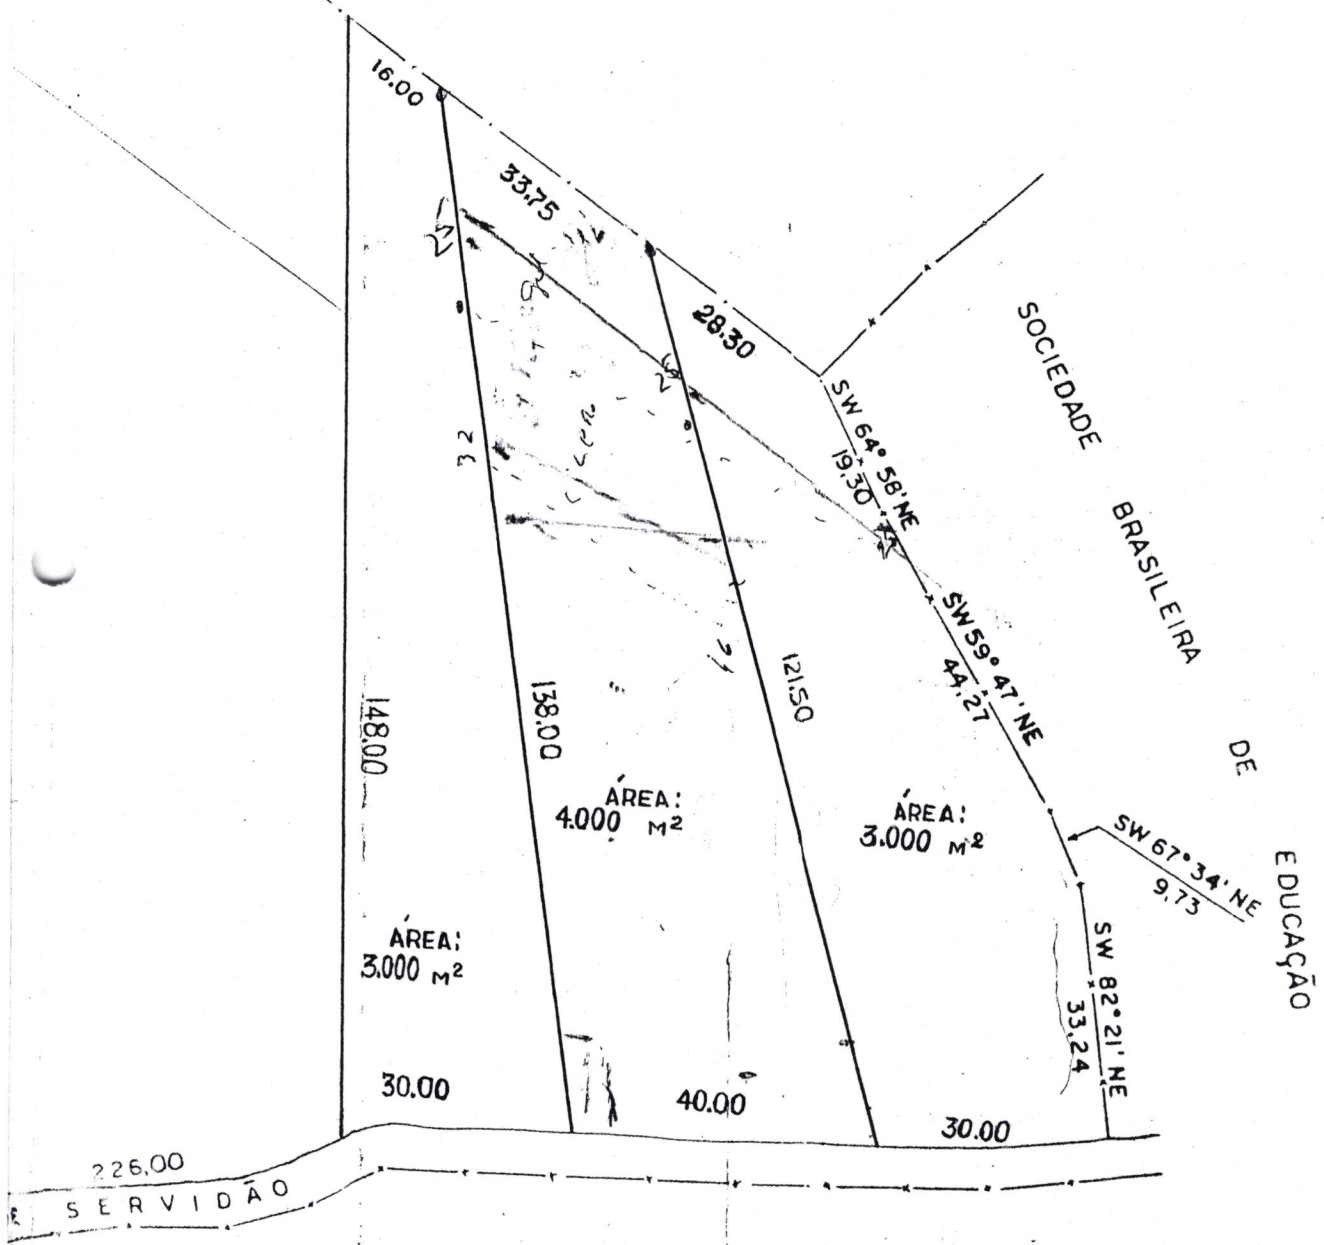 16.00
33.75
28.30
SW 64° 58' NE
19.30
SOCIEDADE
BRASILEIRA
DE
EDUCAÇÃO
25
26
32
SW 59° 47' NE
44.27
148.00
138.00
121.50
ÁREA:
4.000 M²
ÁREA:
3.000 M²
SW 67° 34' NE
9,73
ÁREA:
3.000 M²
SW 82° 21' NE
33,24
30.00
40.00
30.00
226,00
SERVIDÃO